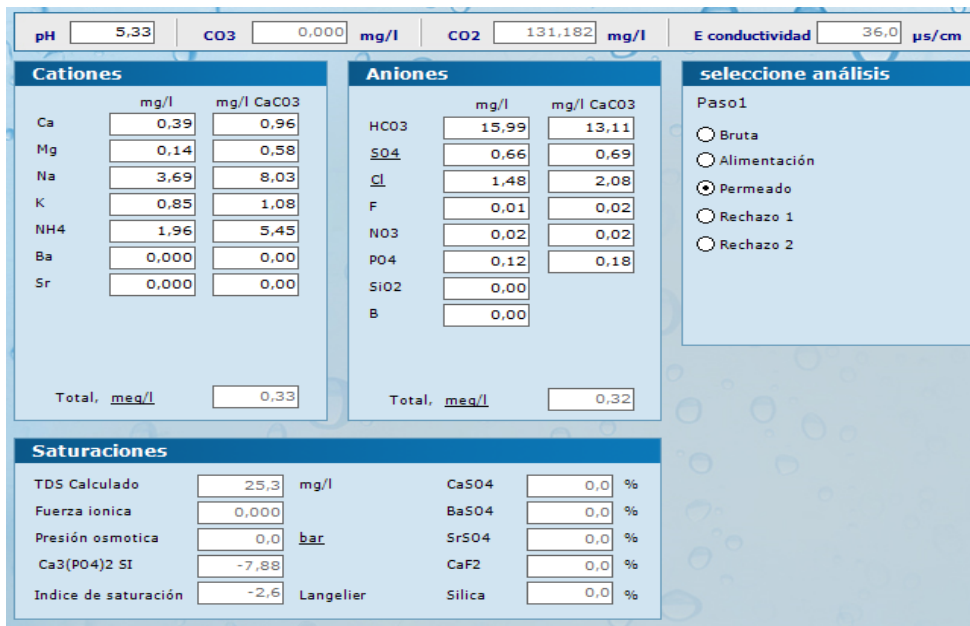 pH 5,33 CO3 0,000 mg/l CO2 131,182 mg/l E conductividad 36,0 µs/cm
Cationes
mg/l mg/l CaCO3
Ca 0,39 0,96
Mg 0,14 0,58
Na 3,69 8,03
K 0,85 1,08
NH4 1,96 5,45
Ba 0,000 0,00
Sr 0,000 0,00
Total, meq/l 0,33
Aniones
mg/l mg/l CaCO3
HCO3 15,99 13,11
SO4 0,66 0,69
Cl 1,48 2,08
F 0,01 0,02
NO3 0,02 0,02
PO4 0,12 0,18
SiO2 0,00
B 0,00
Total, meq/l 0,32
seleccione análisis
Paso1
Bruta
Alimentación
Permeado
Rechazo 1
Rechazo 2
Saturaciones
TDS Calculado 25,3 mg/l CaSO4 0,0 %
Fuerza ionica 0,000 BaSO4 0,0 %
Presión osmotica 0,0 bar SrSO4 0,0 %
Ca3(PO4)2 SI -7,88 CaF2 0,0 %
Indice de saturación -2,6 Langelier Silica 0,0 %